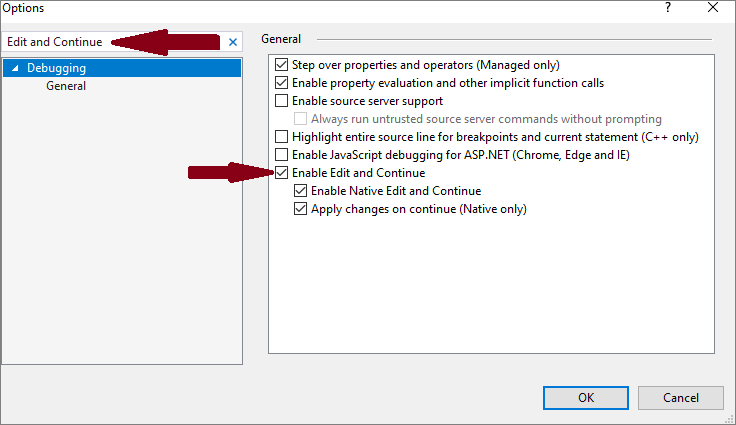 Options
?
Edit and Continue
Debugging
General
General
Step over properties and operators (Managed only)
Enable property evaluation and other implicit function calls
Enable source server support
Always run untrusted source server commands without prompting
Highlight entire source line for breakpoints and current statement (C++ only)
Enable JavaScript debugging for ASP.NET (Chrome, Edge and IE)
Enable Edit and Continue
Enable Native Edit and Continue
Apply changes on continue (Native only)
OK
Cancel